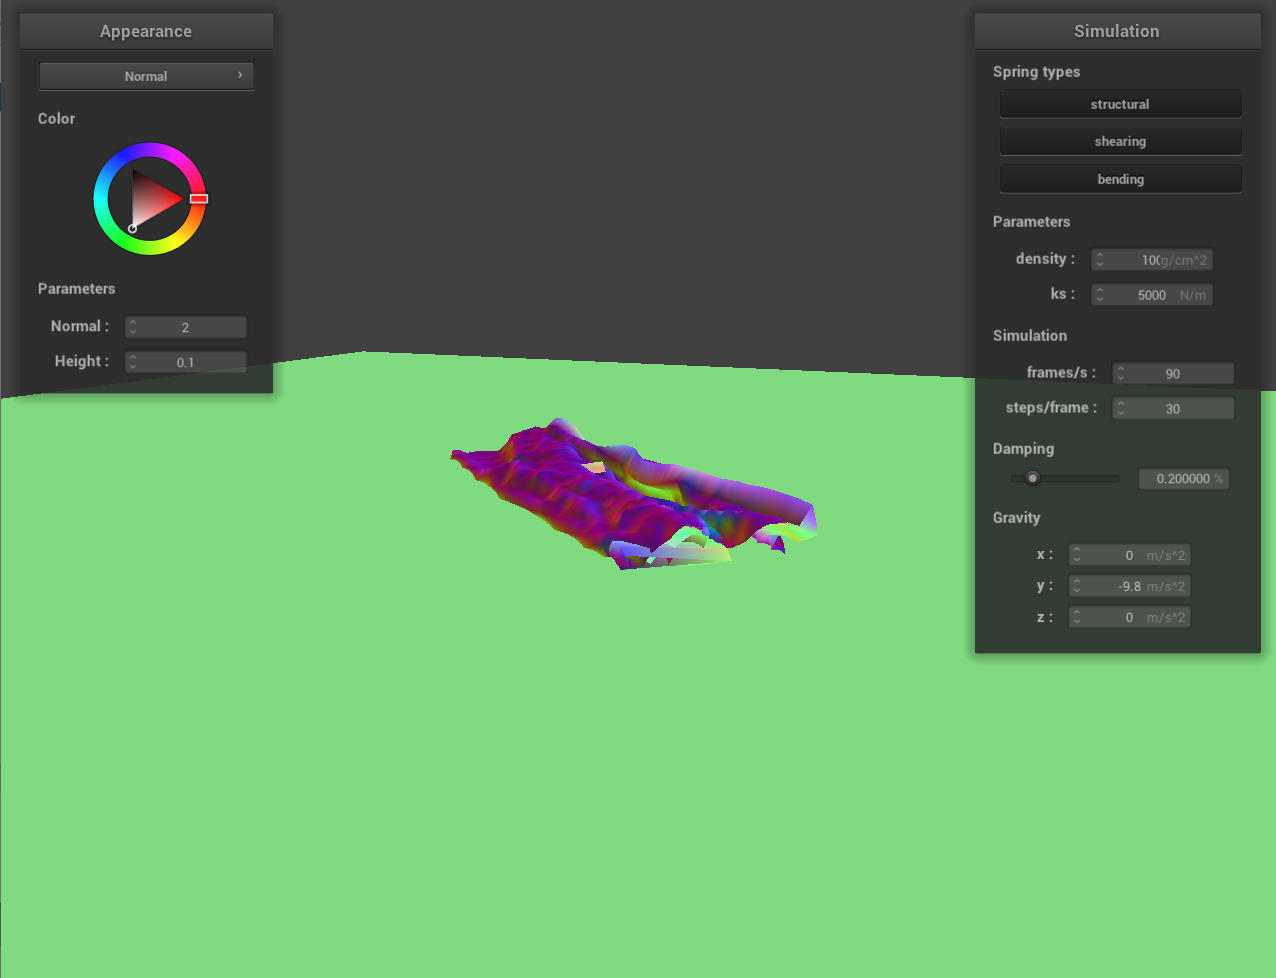 Appearance
Normal
Color
Parameters
Normal : 2
Height : 0.1
Simulation
Spring types
structural
shearing
bending
Parameters
density : 100 g/cm^2
ks : 5000 N/m
Simulation
frames/s : 90
steps/frame : 30
Damping
0.200000 %
Gravity
x : 0 m/s^2
y : -9.8 m/s^2
z : 0 m/s^2